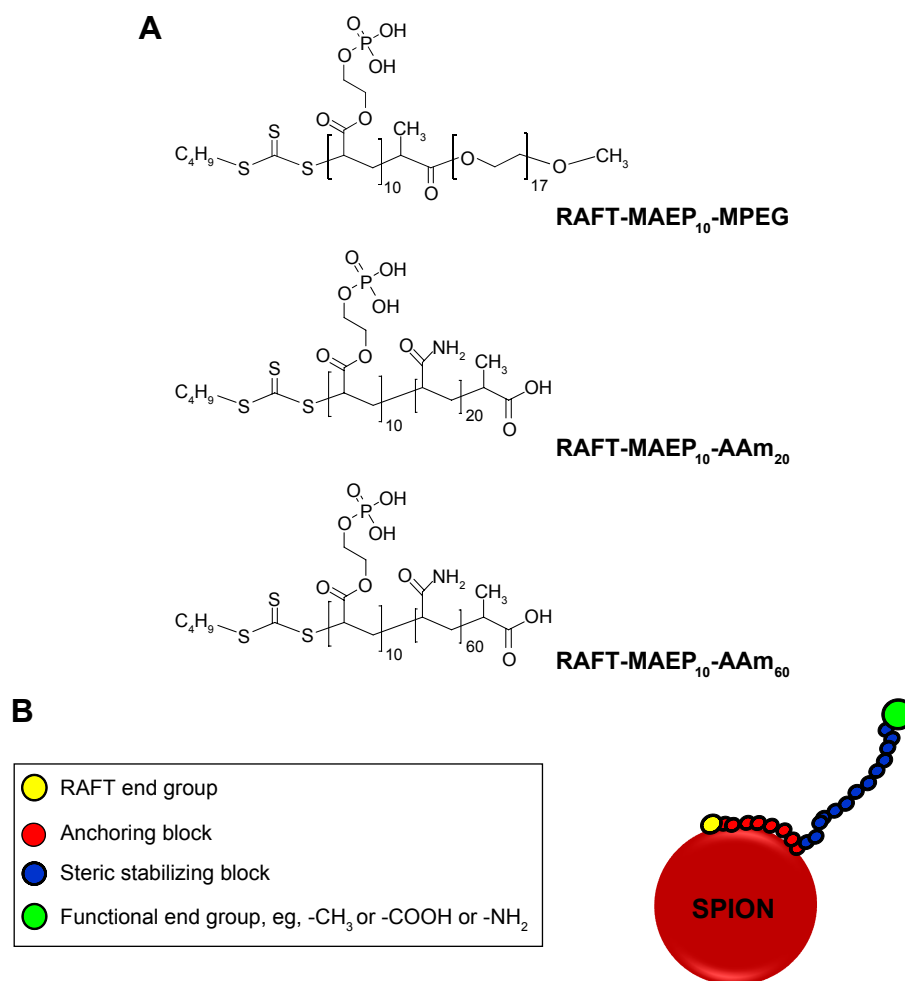 A
O
OH
P
O
OH
O
O
CH₃
S
C₄H₉
S
S
10
O
O
17
O
CH₃
RAFT-MAEP₁₀-MPEG
O
OH
P
O
OH
O
O
O
NH₂
S
CH₃
C₄H₉
S
S
10
20
OH
O
RAFT-MAEP₁₀-AAm₂₀
O
OH
P
O
OH
O
O
O
NH₂
S
CH₃
C₄H₉
S
S
10
60
OH
O
RAFT-MAEP₁₀-AAm₆₀
B
RAFT end group
Anchoring block
Steric stabilizing block
Functional end group, eg, -CH₃ or -COOH or -NH₂
SPION